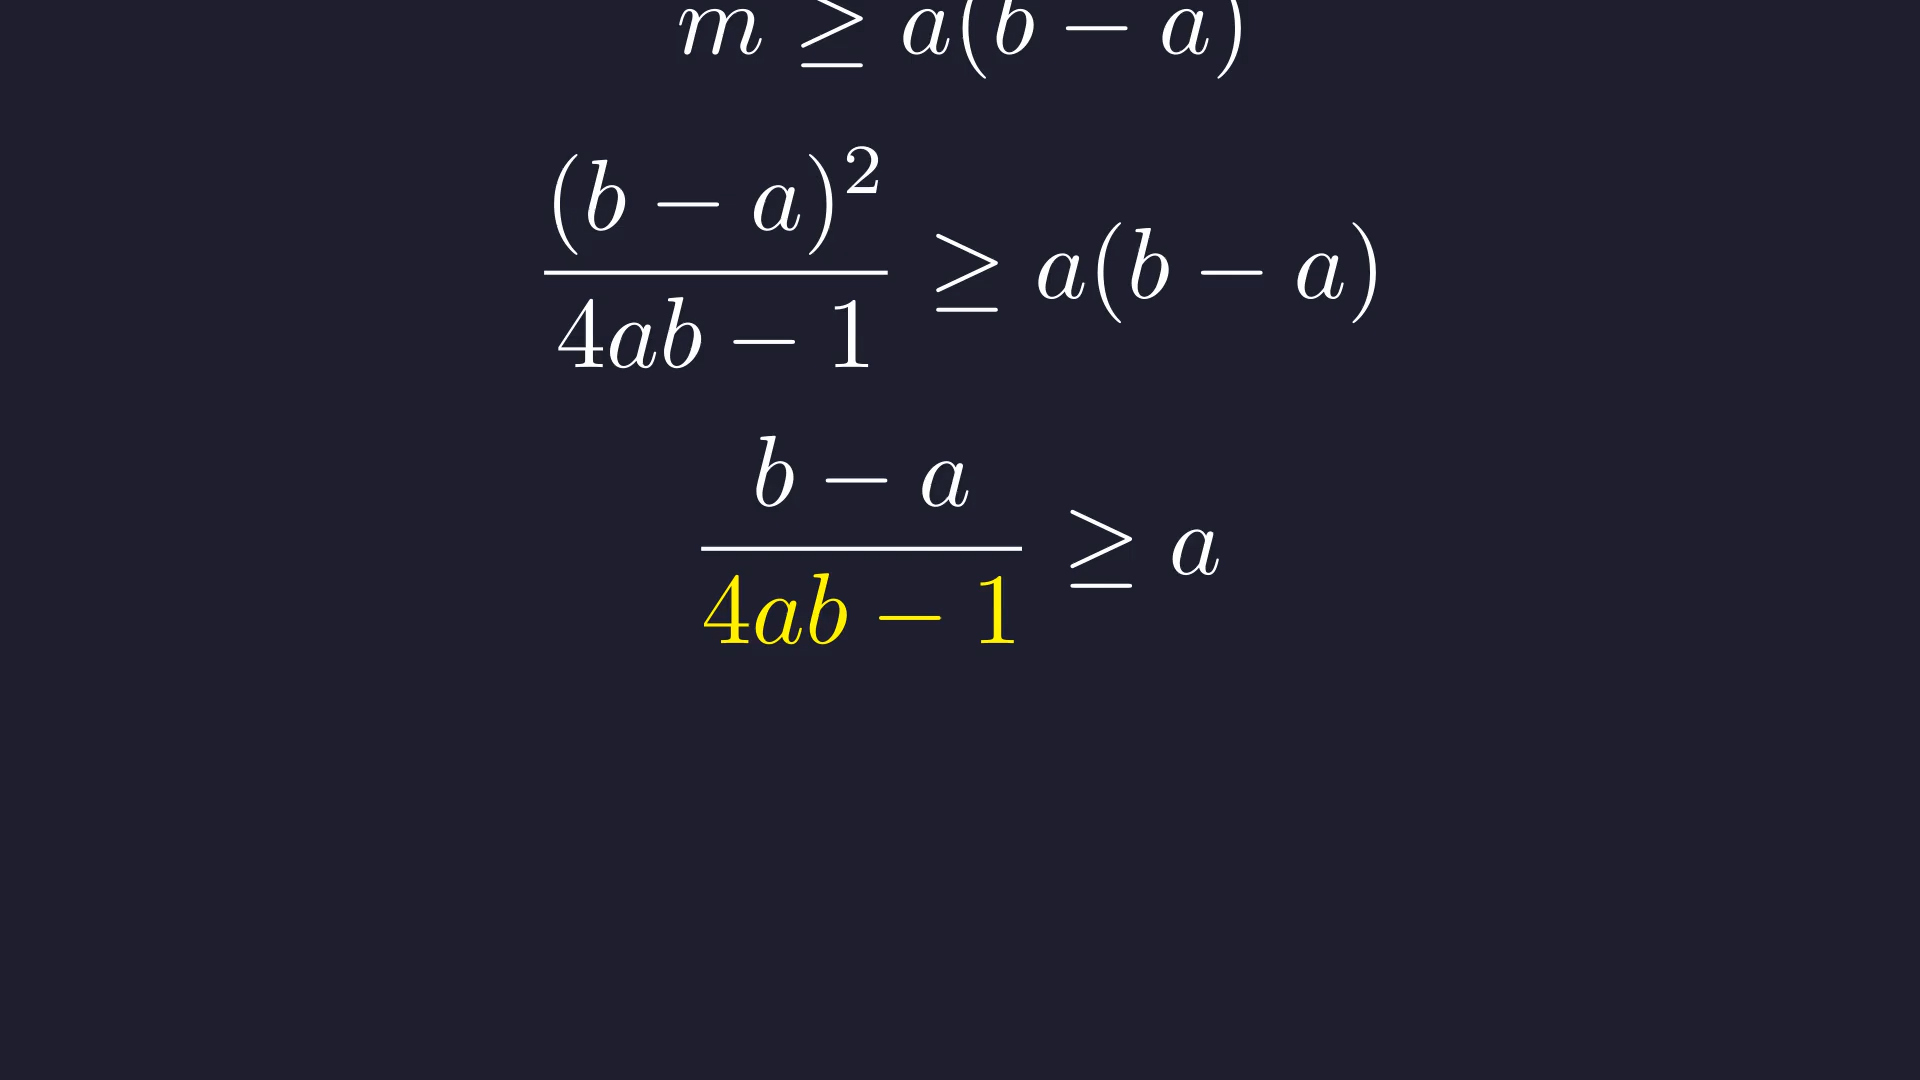 m ≥ a(b − a)
(b − a)²
4ab − 1
≥ a(b − a)
b − a
4ab − 1
≥ a